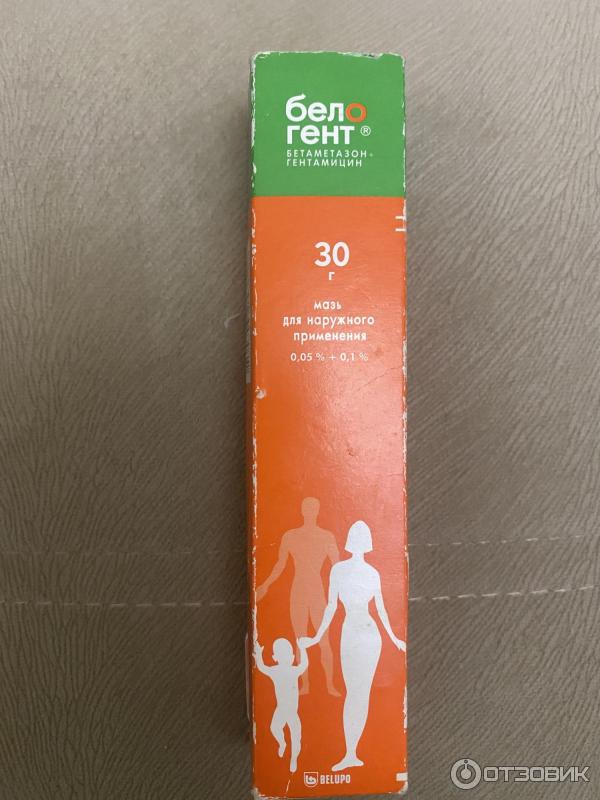 бело
гент ®
БЕТАМЕТАЗОН+
ГЕНТАМИЦИН
30
г
мазь
для наружного
применения
0,05 % + 0,1 %
BELUPO
ОТЗОВИК